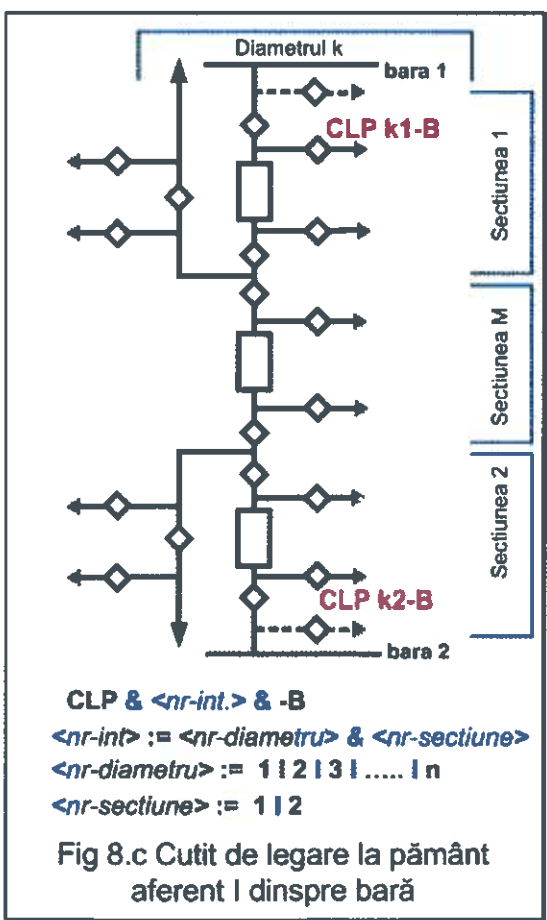 Diametrul k
bara 1
CLP k1-B
Sectiunea 1
Sectiunea M
Sectiunea 2
CLP k2-B
bara 2
CLP & <nr-int.> & -B
<nr-int> := <nr-diametru> & <nr-sectiune>
<nr-diametru> := 1 | 2 | 3 | ..... | n
<nr-sectiune> := 1 | 2
Fig 8.c Cutit de legare la pământ
aferent I dinspre bară